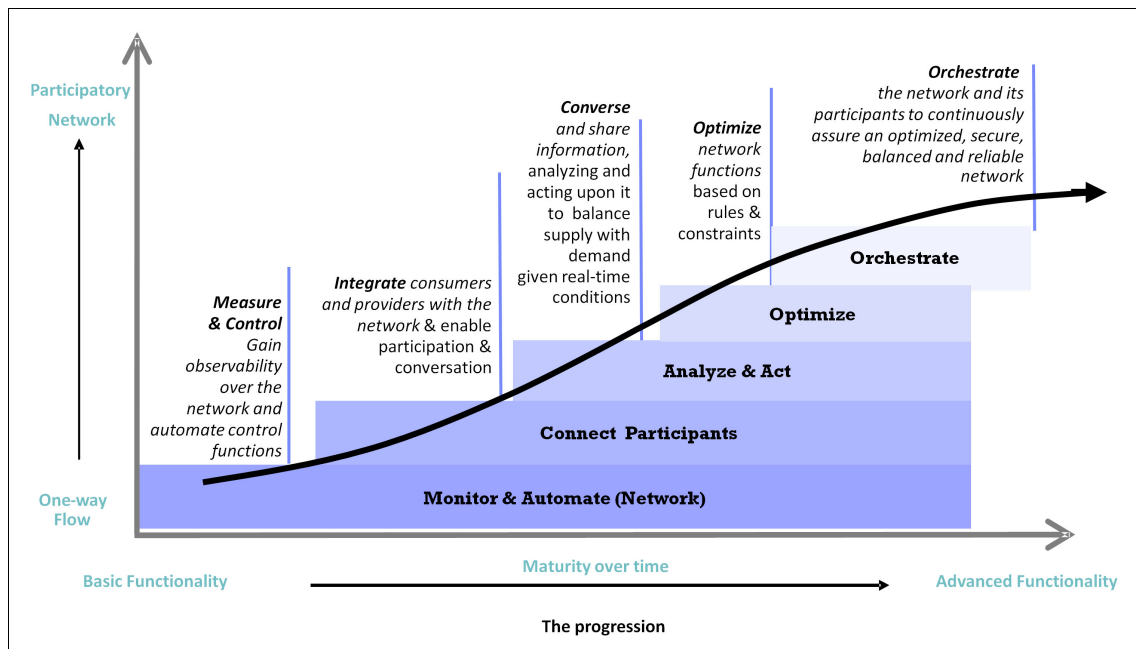 Participatory
Network
One-way
Flow
Measure
& Control
Gain
observability
over the
network and
automate control
functions
Integrate consumers
and providers with the
network & enable
participation &
conversation
Converse
and share
information,
analyzing and
acting upon it
to balance
supply with
demand
given real-time
conditions
Optimize
network
functions
based on
rules &
constraints
Orchestrate
the network and its
participants to continuously
assure an optimized, secure,
balanced and reliable
network
Orchestrate
Optimize
Analyze & Act
Connect Participants
Monitor & Automate (Network)
Basic Functionality
Maturity over time
Advanced Functionality
The progression